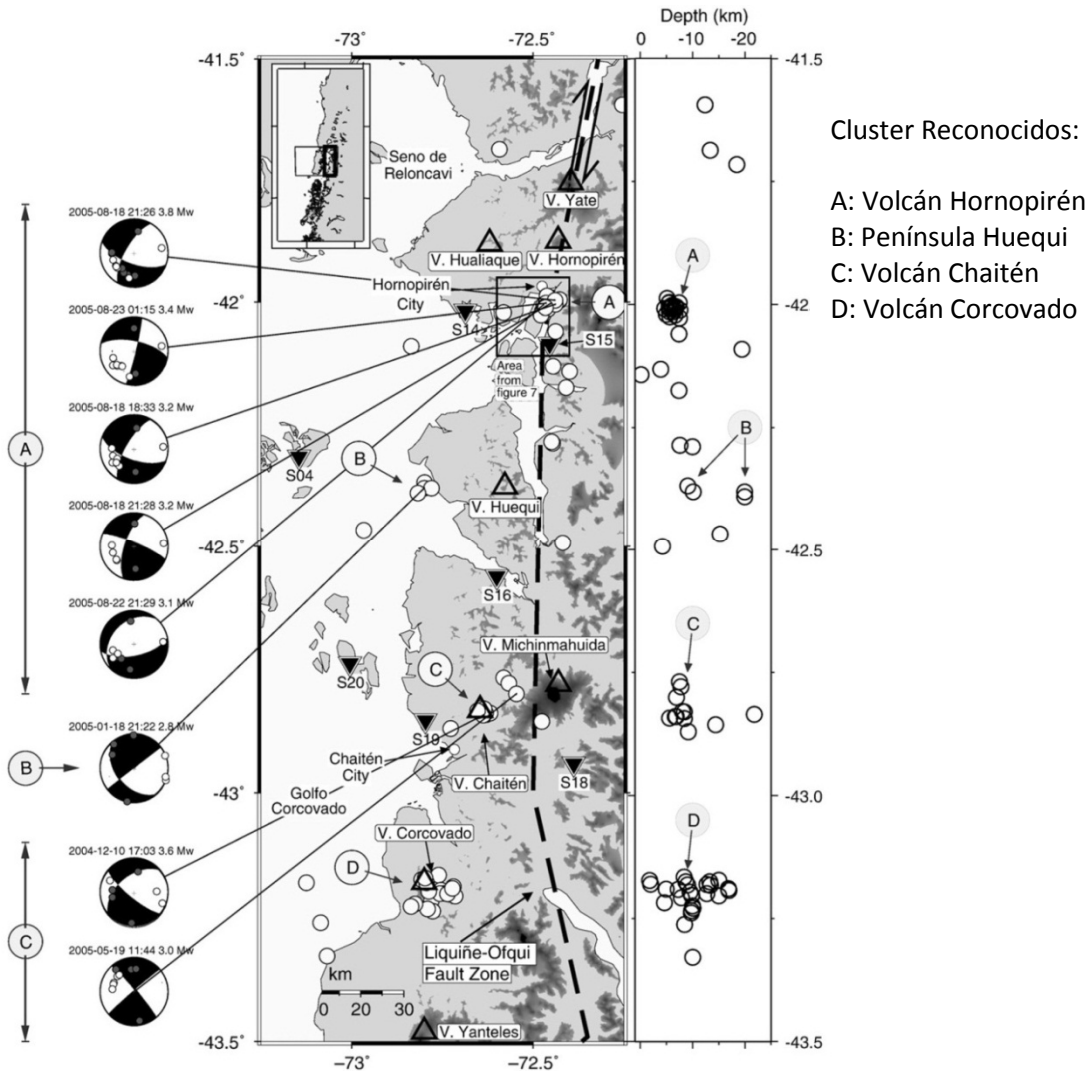 Depth (km)
-73˚
-72.5˚
0
-10
-20
-41.5˚
-41.5
Cluster Reconocidos:
A: Volcán Hornopirén
B: Península Huequi
C: Volcán Chaitén
D: Volcán Corcovado
Seno de
Reloncavi
V. Yate
V. Hualiaque
V. Hornopirén
2005-08-18 21:26 3.8 Mw
Hornopirén
City
A
A
-42˚
-42.0
S14
S15
2005-08-23 01:15 3.4 Mw
Area
from
figure 7
2005-08-18 18:33 3.2 Mw
A
B
B
S04
V. Huequi
2005-08-18 21:28 3.2 Mw
-42.5˚
-42.5
S16
2005-08-22 21:29 3.1 Mw
V. Michinmahuida
C
C
S20
S19
2005-01-18 21:22 2.8 Mw
B
Chaitén
City
V. Chaitén
S18
Golfo
Corcovado
-43˚
-43.0
V. Corcovado
D
D
2004-12-10 17:03 3.6 Mw
C
2005-05-19 11:44 3.0 Mw
Liquiñe-Ofqui
Fault Zone
km
0 20 30
V. Yanteles
-43.5˚
-43.5
-73˚
-72.5˚